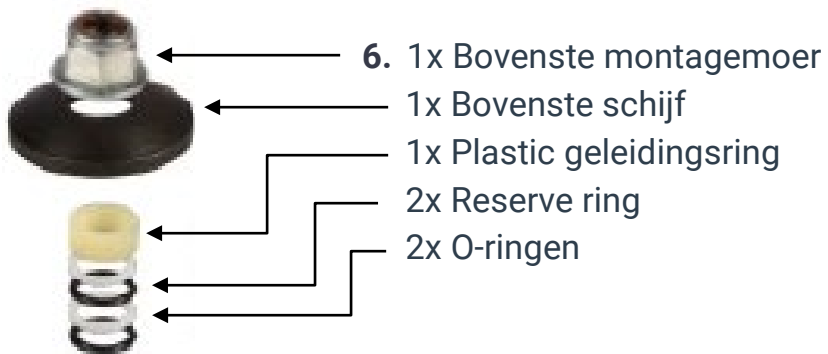 6. 1x Bovenste montagemoer
1x Bovenste schijf
1x Plastic geleidingsring
2x Reserve ring
2x O-ringen